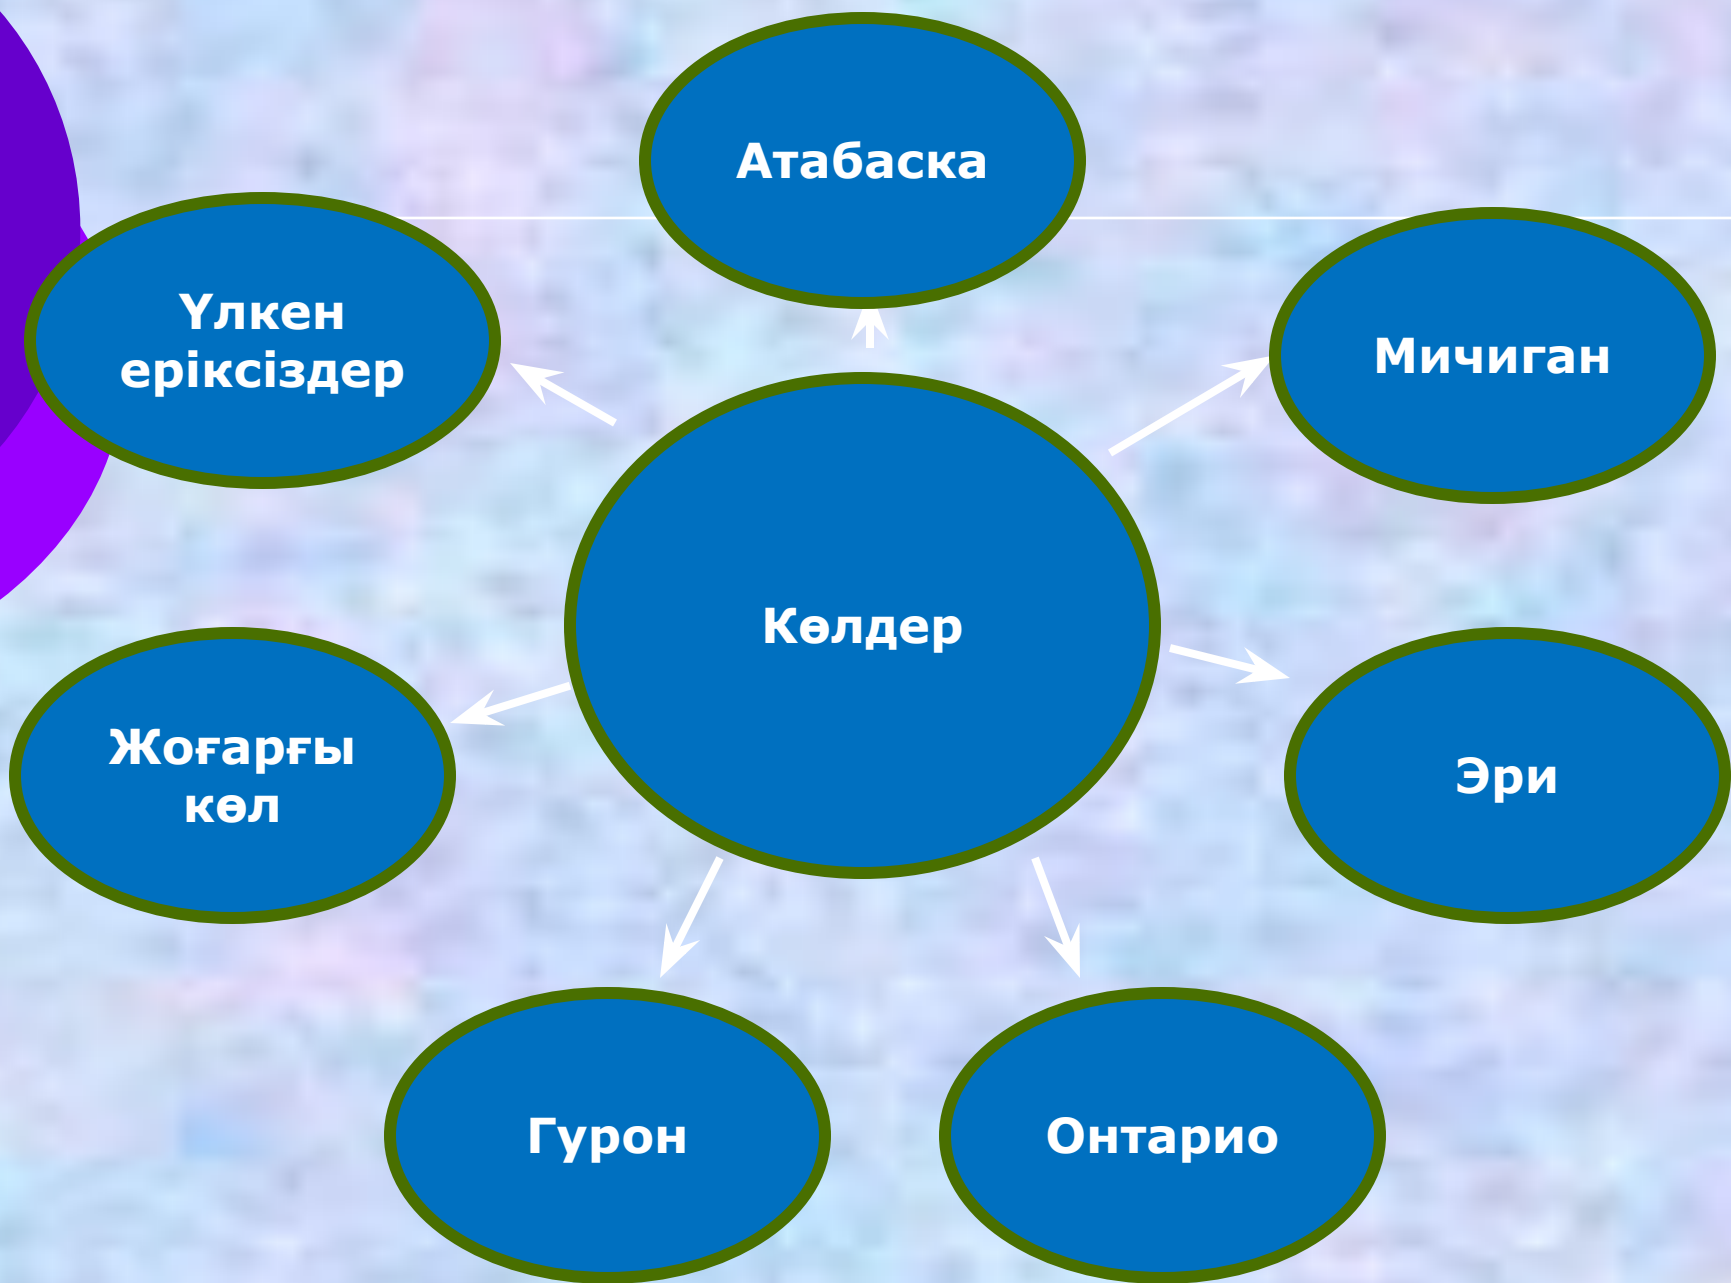 Атабаска
Үлкен
еріксіздер
Мичиган
Көлдер
Жоғарғы
көл
Эри
Гурон
Онтарио